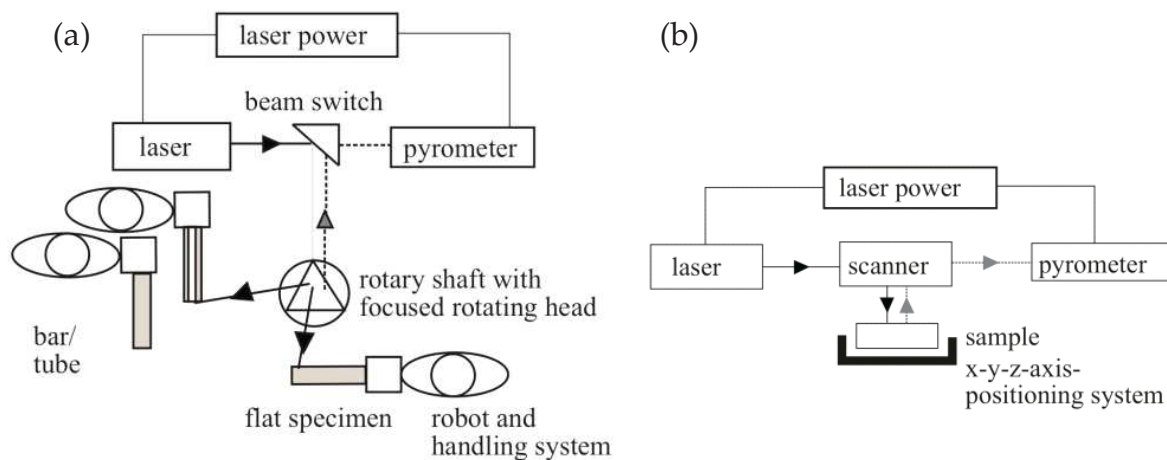 (a)
laser power
beam switch
laser
pyrometer
rotary shaft with
focused rotating head
bar/
tube
flat specimen
robot and
handling system
(b)
laser power
laser
scanner
pyrometer
sample
x-y-z-axis-
positioning system